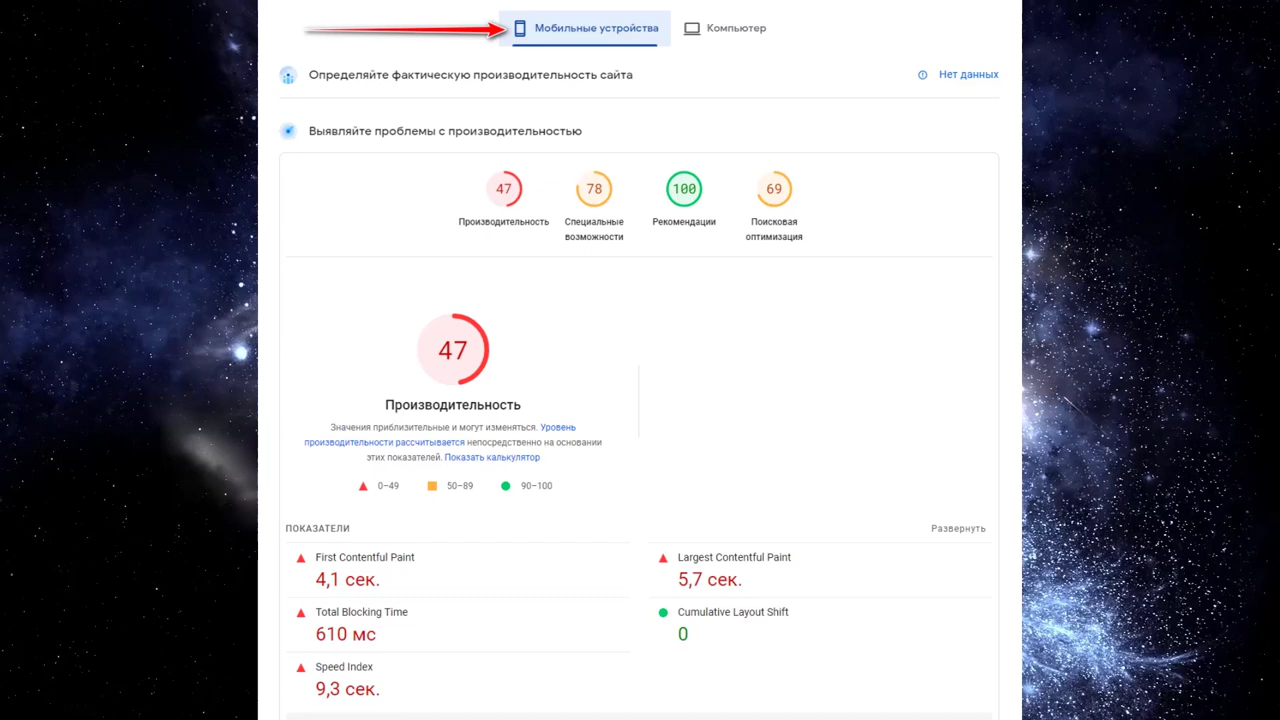 Мобильные устройства
Компьютер
Определяйте фактическую производительность сайта
Нет данных
Выявляйте проблемы с производительностью
47
78
100
69
Производительность
Специальные
возможности
Рекомендации
Поисковая
оптимизация
47
Производительность
Значения приблизительные и могут изменяться. Уровень
производительности рассчитывается непосредственно на основании
этих показателей. Показать калькулятор
0–49
50–89
90–100
ПОКАЗАТЕЛИ
Развернуть
First Contentful Paint
4,1 сек.
Largest Contentful Paint
5,7 сек.
Total Blocking Time
610 мс
Cumulative Layout Shift
0
Speed Index
9,3 сек.